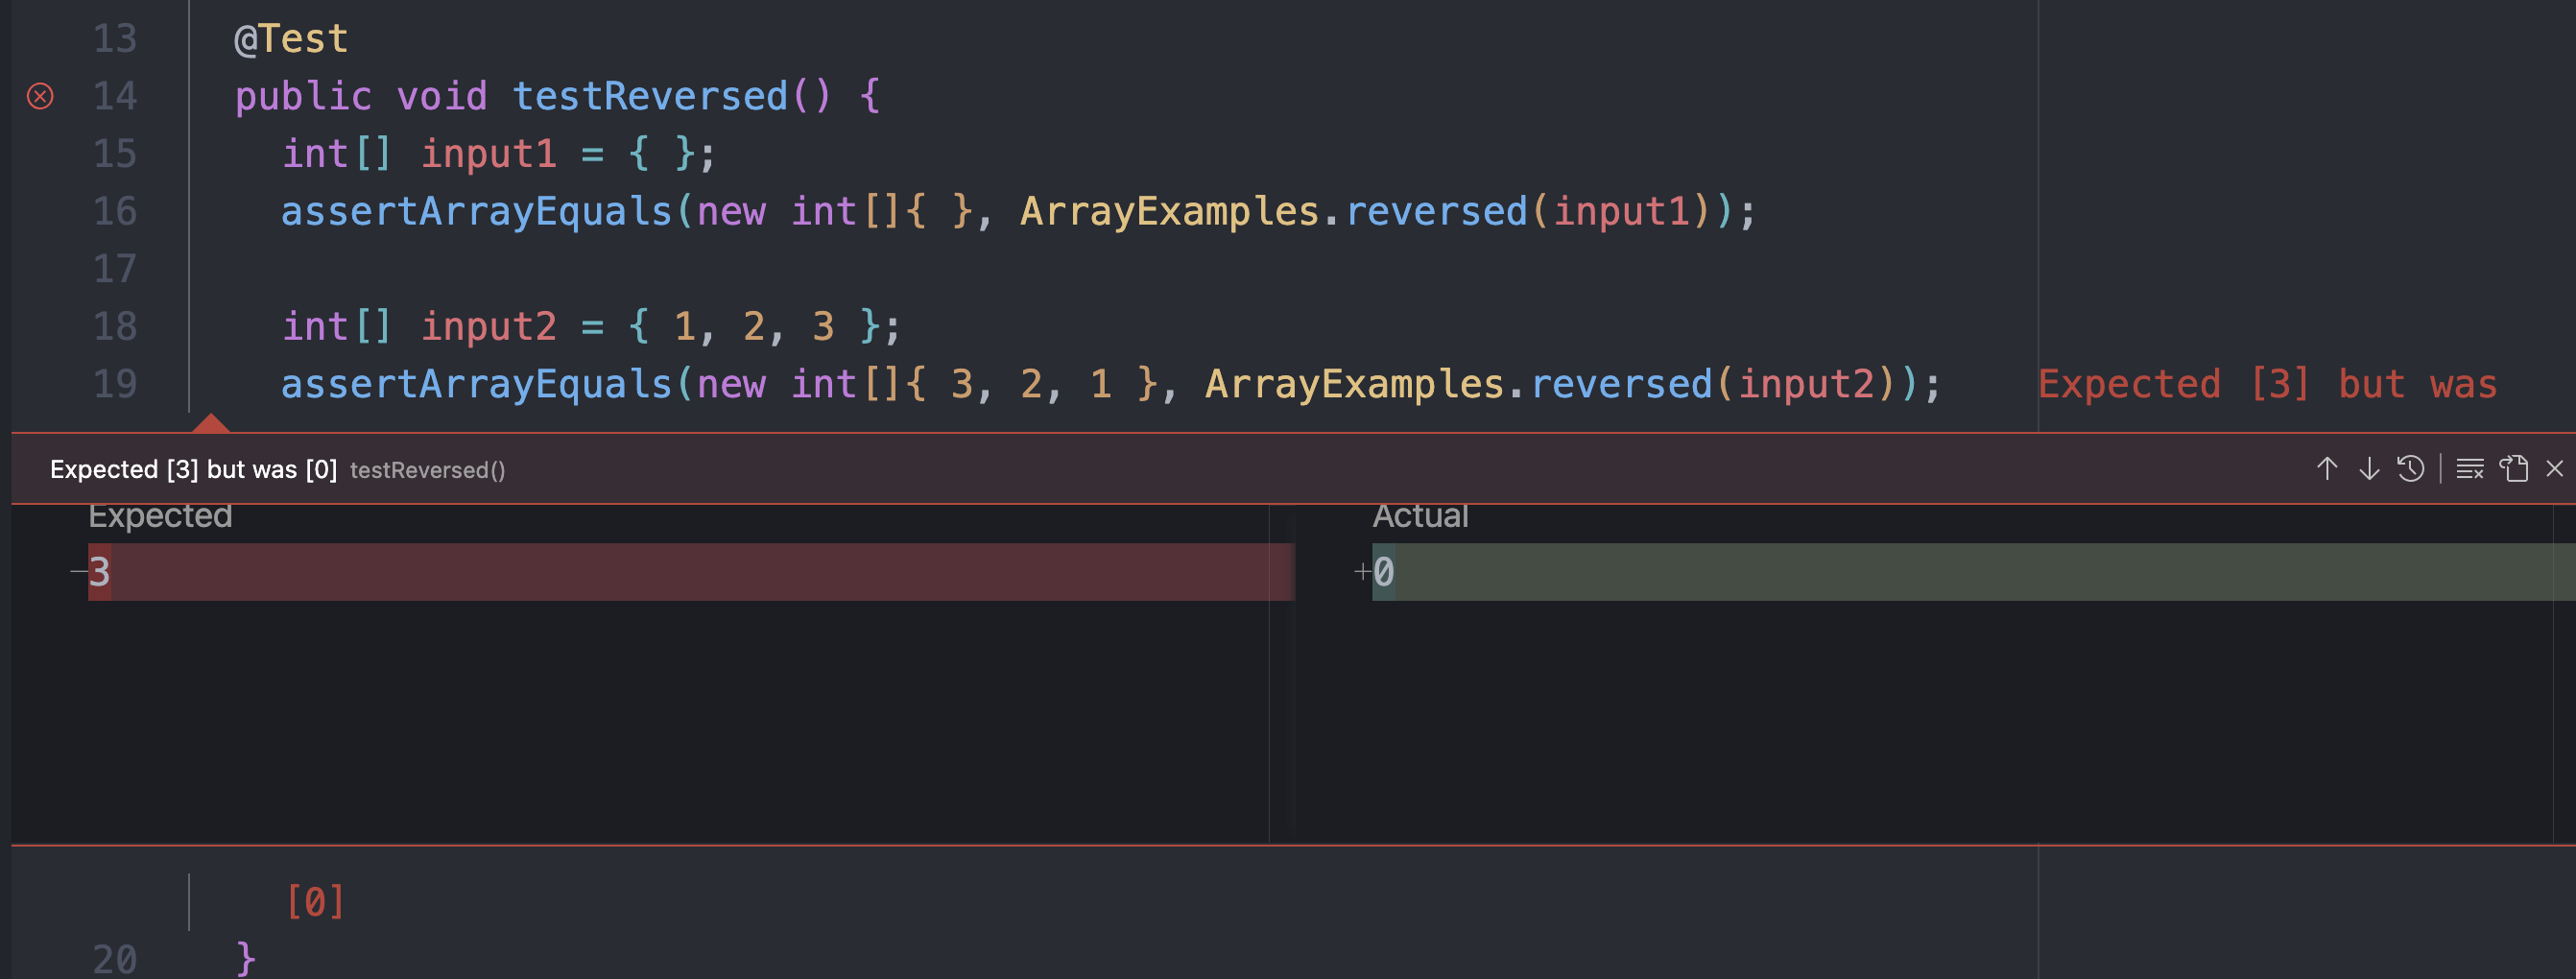 13 @Test
14 public void testReversed() {
15 int[] input1 = { };
16 assertArrayEquals(new int[]{ }, ArrayExamples.reversed(input1));
17
18 int[] input2 = { 1, 2, 3 };
19 assertArrayEquals(new int[]{ 3, 2, 1 }, ArrayExamples.reversed(input2)); Expected [3] but was
Expected [3] but was [0] testReversed()
Expected Actual
−3 +0
[0]
20 }